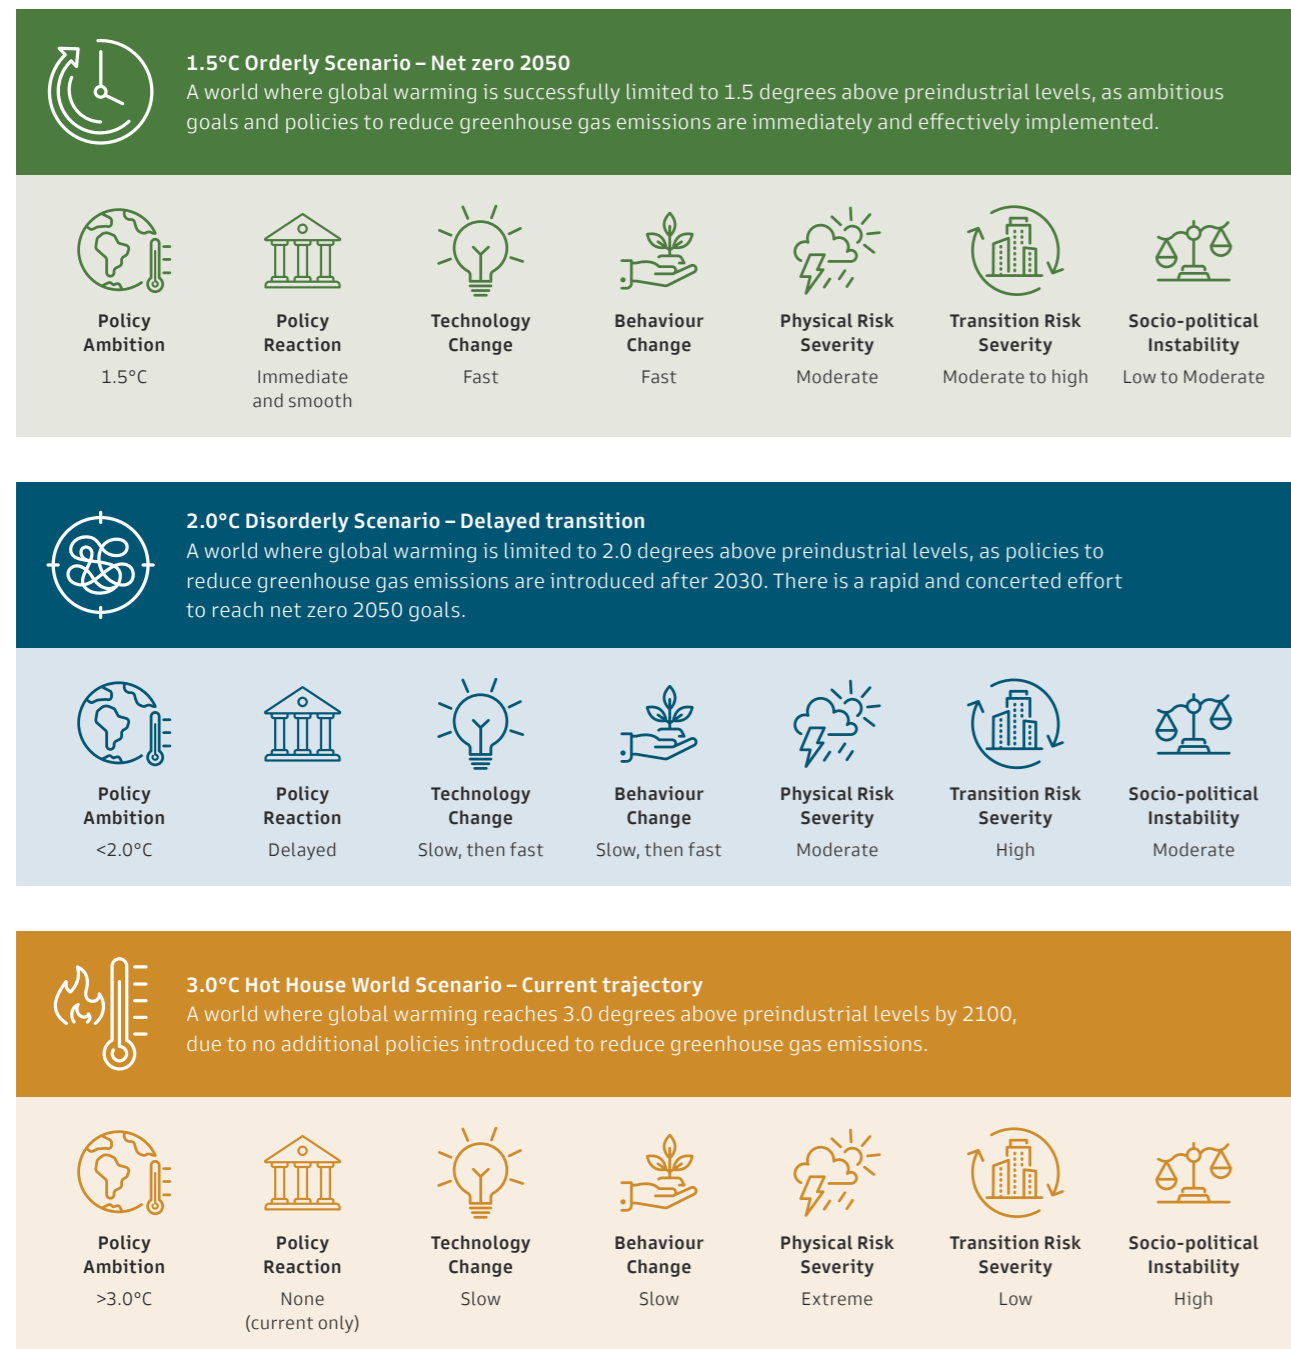 1.5°C Orderly Scenario – Net zero 2050
A world where global warming is successfully limited to 1.5 degrees above preindustrial levels, as ambitious
goals and policies to reduce greenhouse gas emissions are immediately and effectively implemented.
Policy
Ambition
1.5°C
Policy
Reaction
Immediate
and smooth
Technology
Change
Fast
Behaviour
Change
Fast
Physical Risk
Severity
Moderate
Transition Risk
Severity
Moderate to high
Socio-political
Instability
Low to Moderate
2.0°C Disorderly Scenario – Delayed transition
A world where global warming is limited to 2.0 degrees above preindustrial levels, as policies to
reduce greenhouse gas emissions are introduced after 2030. There is a rapid and concerted effort
to reach net zero 2050 goals.
Policy
Ambition
<2.0°C
Policy
Reaction
Delayed
Technology
Change
Slow, then fast
Behaviour
Change
Slow, then fast
Physical Risk
Severity
Moderate
Transition Risk
Severity
High
Socio-political
Instability
Moderate
3.0°C Hot House World Scenario – Current trajectory
A world where global warming reaches 3.0 degrees above preindustrial levels by 2100,
due to no additional policies introduced to reduce greenhouse gas emissions.
Policy
Ambition
>3.0°C
Policy
Reaction
None
(current only)
Technology
Change
Slow
Behaviour
Change
Slow
Physical Risk
Severity
Extreme
Transition Risk
Severity
Low
Socio-political
Instability
High